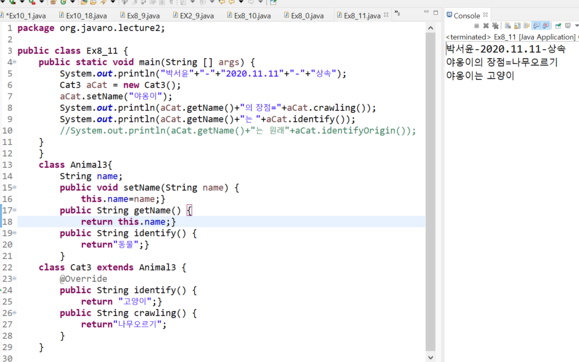 *Ex10_1.java Ex10_18.java Ex8_9.java EX2_9.java Ex8_10.java Ex8_0.java Ex8_11.java
1 package org.javaro.lecture2;
2
3 public class Ex8_11 {
4 public static void main(String [] args) {
5 System.out.println("박서윤"+"-"+"2020.11.11"+"-"+"상속");
6 Cat3 aCat = new Cat3();
7 aCat.setName("야옹이");
8 System.out.println(aCat.getName()+"의 장점="+aCat.crawling());
9 System.out.println(aCat.getName()+"는 "+aCat.identify());
10 //System.out.println(aCat.getName()+"는 원래"+aCat.identifyOrigin());
11 }
12 }
13 class Animal3{
14 String name;
15 public void setName(String name) {
16 this.name=name;}
17 public String getName() {
18 return this.name;}
19 public String identify() {
20 return"동물";}
21 }
22 class Cat3 extends Animal3 {
23 @Override
24 public String identify() {
25 return "고양이";}
26 public String crawling() {
27 return"나무오르기";
28 }
29 }
30
Console
<terminated> Ex8_11 [Java Application]
박서윤-2020.11.11-상속
야옹이의 장점=나무오르기
야옹이는 고양이